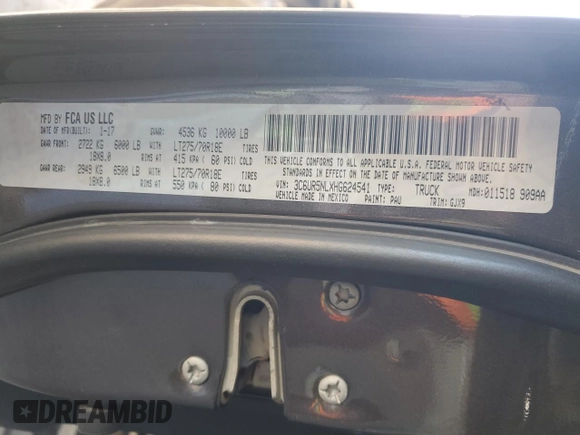 MFD BY FCA US LLC
DATE OF MFR(BUILT) 1-17 GVWR: 4536 KG 10000 LB
GAWR FRONT: 2722 KG 6000 LB WITH LT275/70R18E TIRES
18X8.0 RIMS AT 415 KPA ( 60 PSI) COLD
GAWR REAR: 2949 KG 6500 LB WITH LT275/70R18E TIRES
18X8.0 RIMS AT 550 KPA ( 80 PSI) COLD
THIS VEHICLE CONFORMS TO ALL APPLICABLE U.S.A. FEDERAL MOTOR VEHICLE SAFETY
STANDARDS IN EFFECT ON THE DATE OF MANUFACTURE SHOWN ABOVE.
VIN: 3C6UR5NLXHG624541 TYPE: TRUCK MDH: 011518 909AA
VEHICLE MADE IN MEXICO PAINT: PAU TRIM: GJX9
DREAMBID